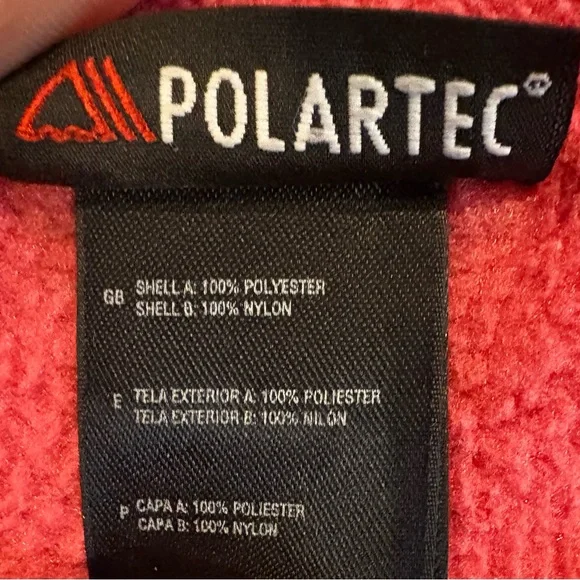 POLARTEC®
GB SHELL A: 100% POLYESTER
SHELL B: 100% NYLON
E TELA EXTERIOR A: 100% POLIESTER
TELA EXTERIOR B: 100% NILON
P CAPA A: 100% POLIESTER
CAPA B: 100% NYLON